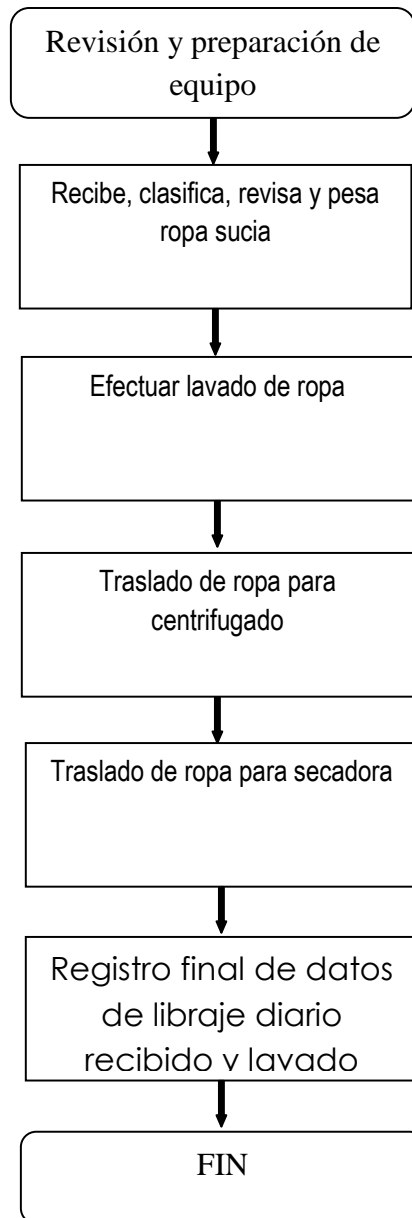 Revisión y preparación de
equipo
Recibe, clasifica, revisa y pesa
ropa sucia
Efectuar lavado de ropa
Traslado de ropa para
centrifugado
Traslado de ropa para secadora
Registro final de datos
de libraje diario
recibido y lavado
FIN